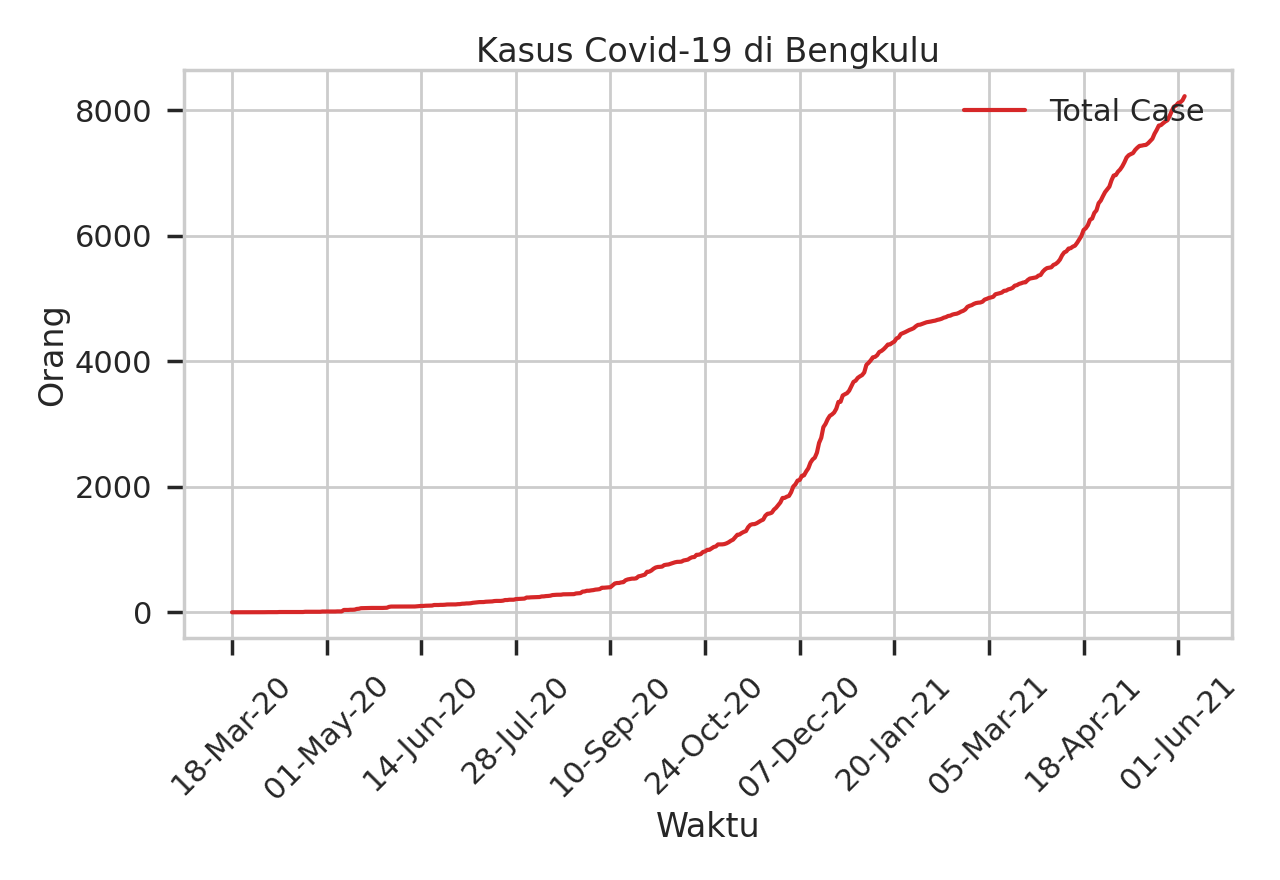 Kasus Covid-19 di Bengkulu
Total Case
8000
6000
4000
2000
0
Orang
18-Mar-20
01-May-20
14-Jun-20
28-Jul-20
10-Sep-20
24-Oct-20
07-Dec-20
20-Jan-21
05-Mar-21
18-Apr-21
01-Jun-21
Waktu